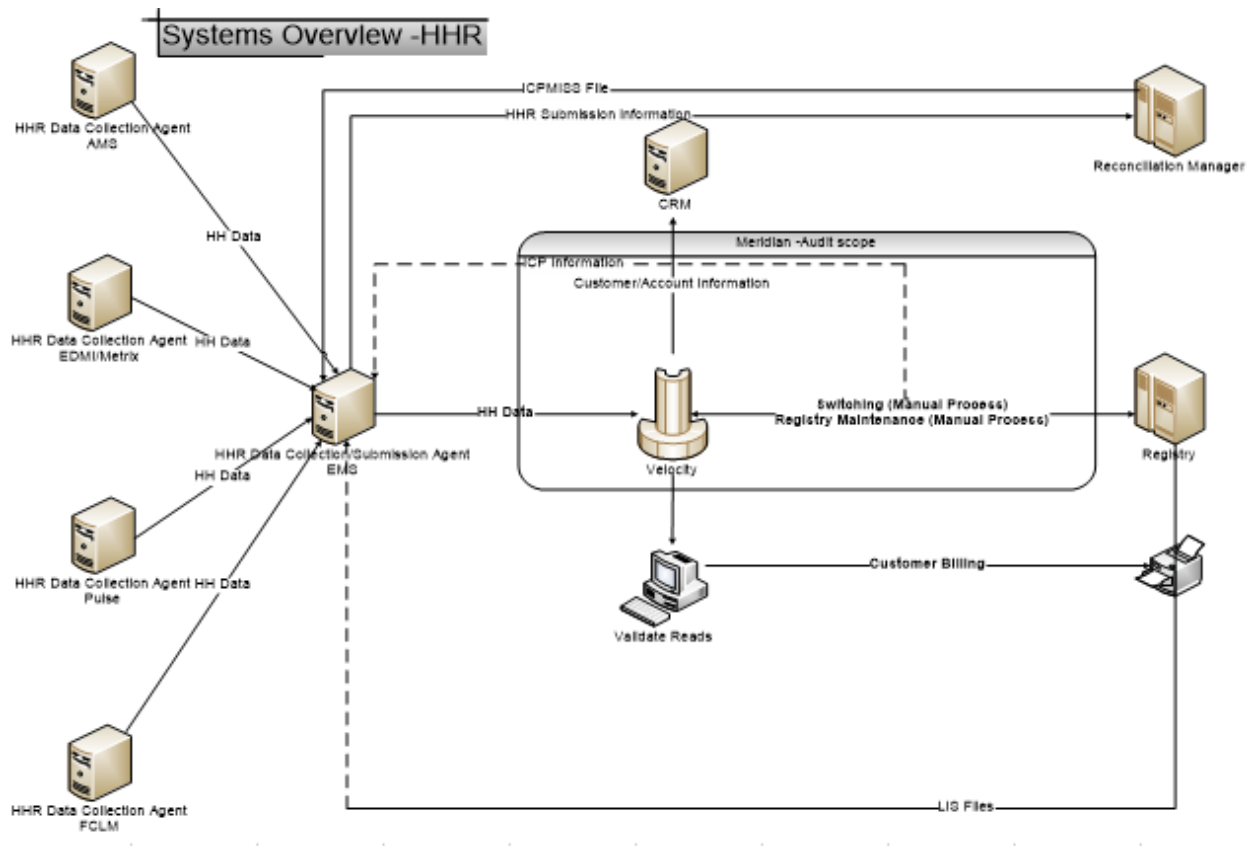 Systems Overview -HHR
ICPMISS File
HHR Submission Information
HHR Data Collection Agent
AMS
Reconciliation Manager
CRM
HH Data
Meridian -Audit scope
ICP Information
Customer/Account Information
HHR Data Collection Agent
EDMI/Metrix
HH Data
HH Data
Switching (Manual Process)
Registry Maintenance (Manual Process)
HHR Data Collection/Submission Agent
EMS
Velocity
Registry
HH Data
HHR Data Collection Agent
Pulse
HH Data
Customer Billing
Validate Reads
LIS Files
HHR Data Collection Agent
FCLM